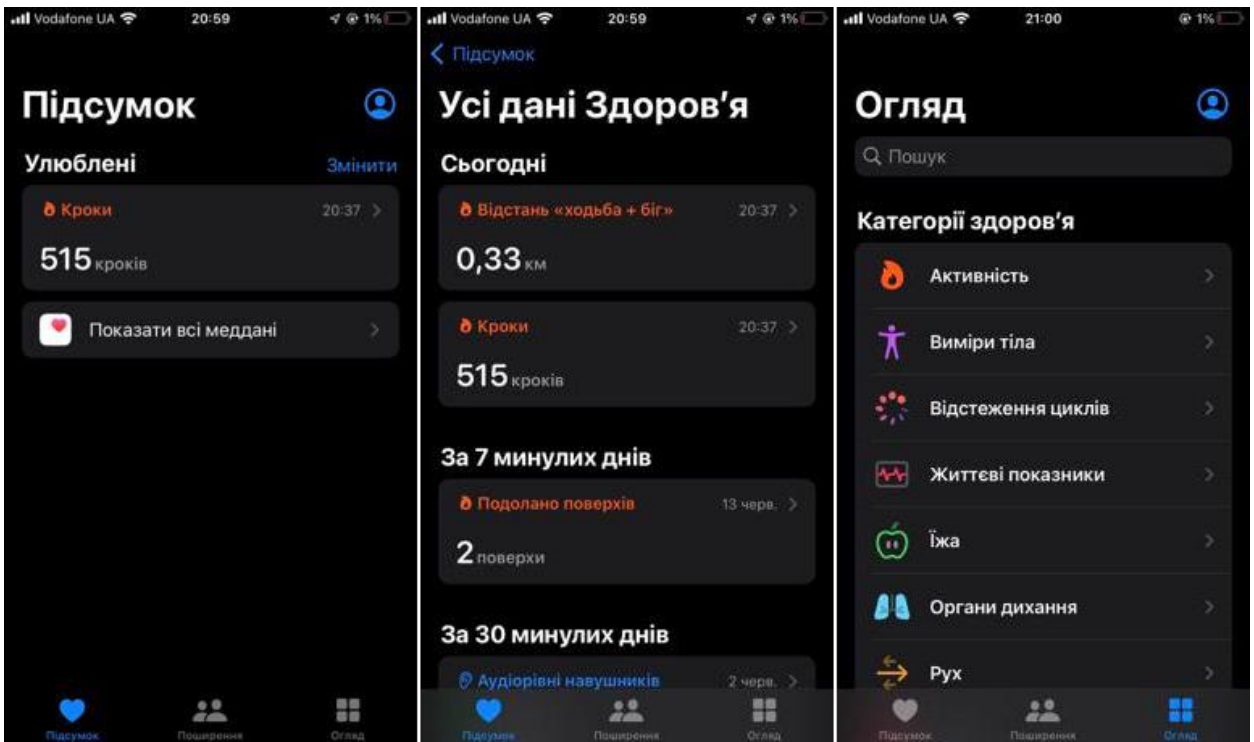 Vodafone UA 20:59 1%
Підсумок
Улюблені Змінити
Кроки 20:37
515 кроків
Показати всі меддані
Підсумок Поширення Огляд
Vodafone UA 20:59 1%
Підсумок
Усі дані Здоров’я
Сьогодні
Відстань «ходьба + біг» 20:37
0,33 км
Кроки 20:37
515 кроків
За 7 минулих днів
Подолано поверхів 13 черв.
2 поверхи
За 30 минулих днів
Аудіорівні навушників 2 черв.
Підсумок Поширення Огляд
Vodafone UA 21:00 1%
Огляд
Пошук
Категорії здоров’я
Активність
Виміри тіла
Відстеження циклів
Життєві показники
Їжа
Органи дихання
Рух
Підсумок Поширення Огляд